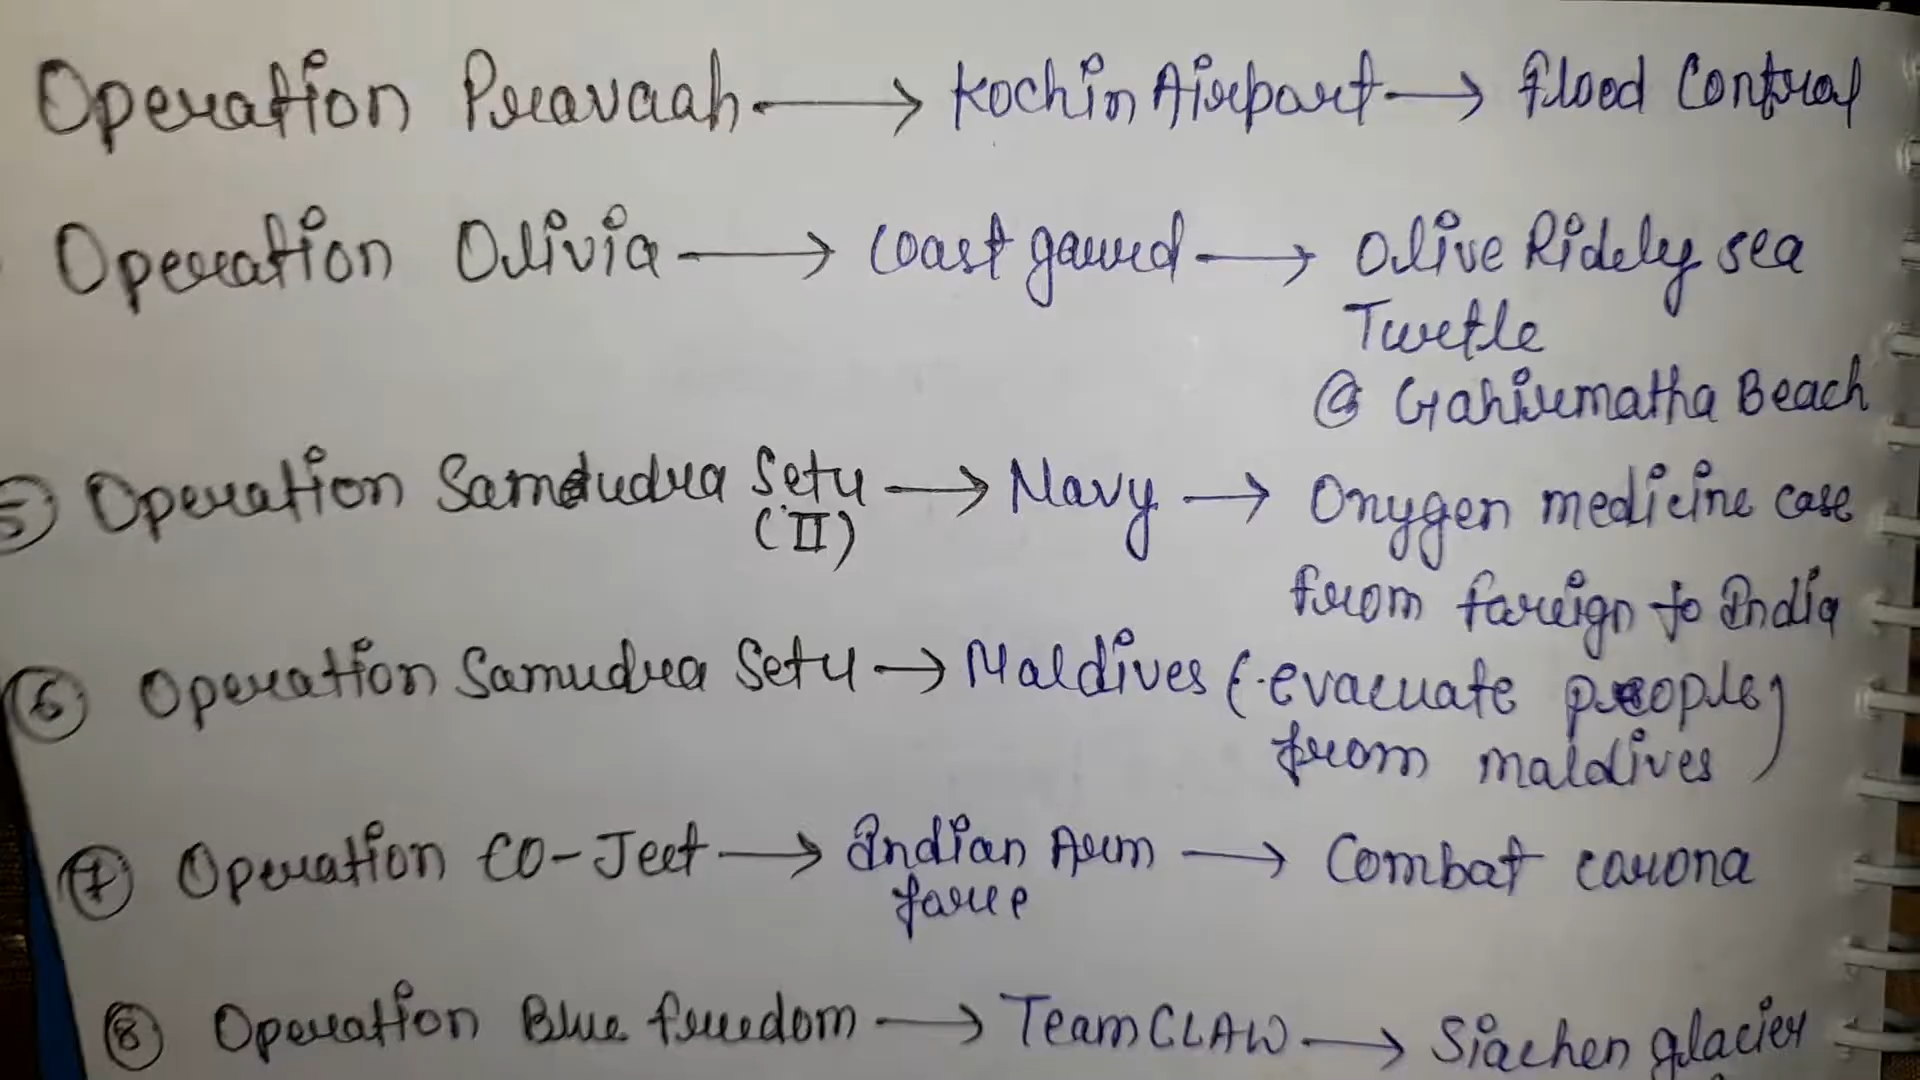 Operation Pravaah → Kochin Airport → flood Control
Operation Olivia → Coast gaurd → Olive Ridely sea
Turtle
@ Gahirmatha Beach
5 Operation Samdudra Setu → Navy → Oxygen medicine case
(II)
from foreign to India
6 Operation Samudra Setu → Maldives (evacuate people
from maldives)
7 Operation CO-Jeet → Indian Arm → Combat corona
force
8 Operation Blue freedom → Team CLAW → Siachen glacier